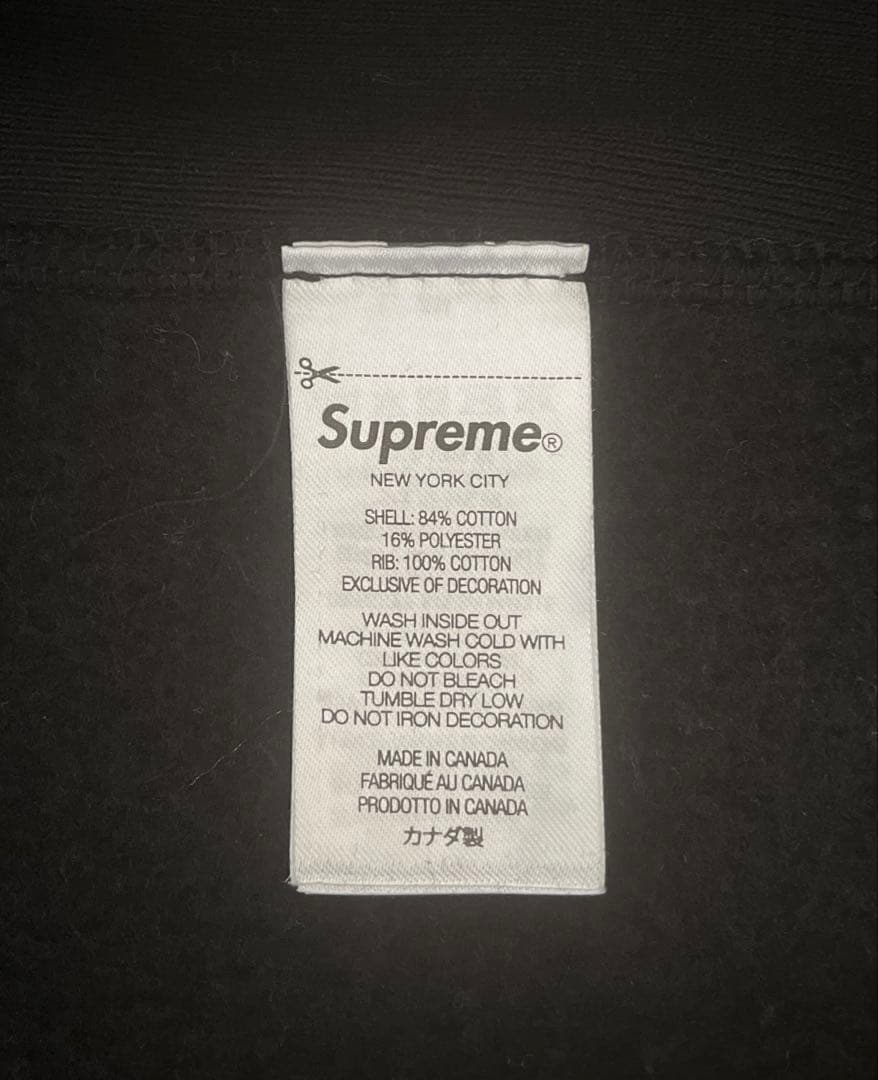 Supreme®
NEW YORK CITY
SHELL: 84% COTTON
16% POLYESTER
RIB: 100% COTTON
EXCLUSIVE OF DECORATION
WASH INSIDE OUT
MACHINE WASH COLD WITH
LIKE COLORS
DO NOT BLEACH
TUMBLE DRY LOW
DO NOT IRON DECORATION
MADE IN CANADA
FABRIQUÉ AU CANADA
PRODOTTO IN CANADA
カナダ製